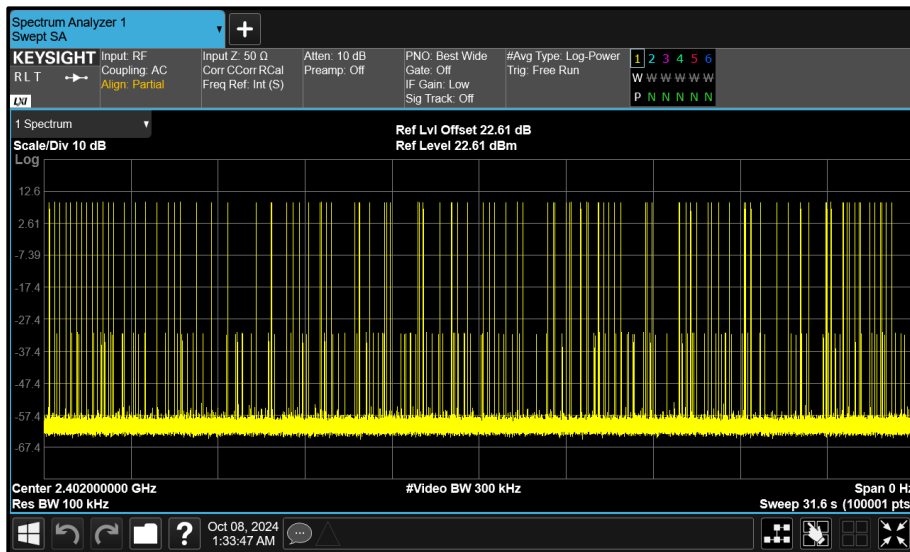 Spectrum Analyzer 1
Swept SA
+
KEYSIGHT Input: RF Input Z: 50 Ω Atten: 10 dB PNO: Best Wide #Avg Type: Log-Power 1 2 3 4 5 6
R L T Coupling: AC Corr CCorr RCal Preamp: Off Gate: Off Trig: Free Run W W W W W W
Align: Partial Freq Ref: Int (S) IF Gain: Low
LXI Sig Track: Off P N N N N N
1 Spectrum
Ref Lvl Offset 22.61 dB
Scale/Div 10 dB Ref Level 22.61 dBm
Log
12.6
2.61
-7.39
-17.4
-27.4
-37.4
-47.4
-57.4
-67.4
Center 2.402000000 GHz #Video BW 300 kHz Span 0 Hz
Res BW 100 kHz Sweep 31.6 s (100001 pts
? Oct 08, 2024
1:33:47 AM